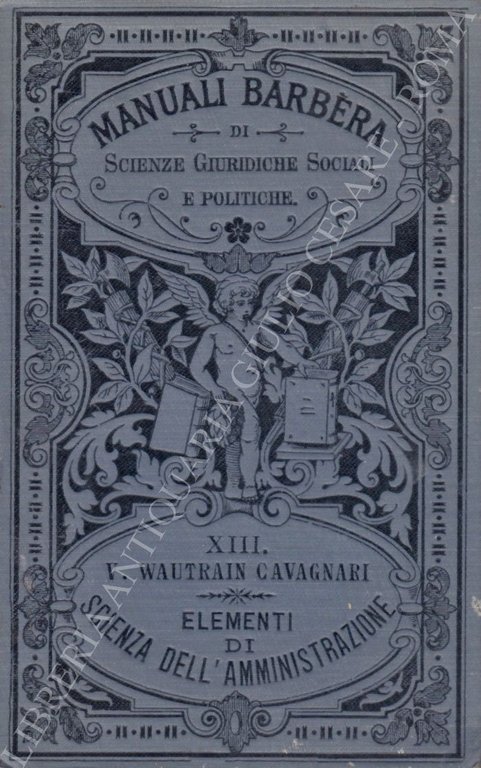 MANUALI BARBÈRA
DI
SCIENZE GIURIDICHE SOCIALI
E POLITICHE.
XIII.
V. WAUTRAIN CAVAGNARI
ELEMENTI
DI
SCIENZA DELL'AMMINISTRAZIONE
LIBRERIA ANTIQUARIA GIULIO CESARE - ROMA